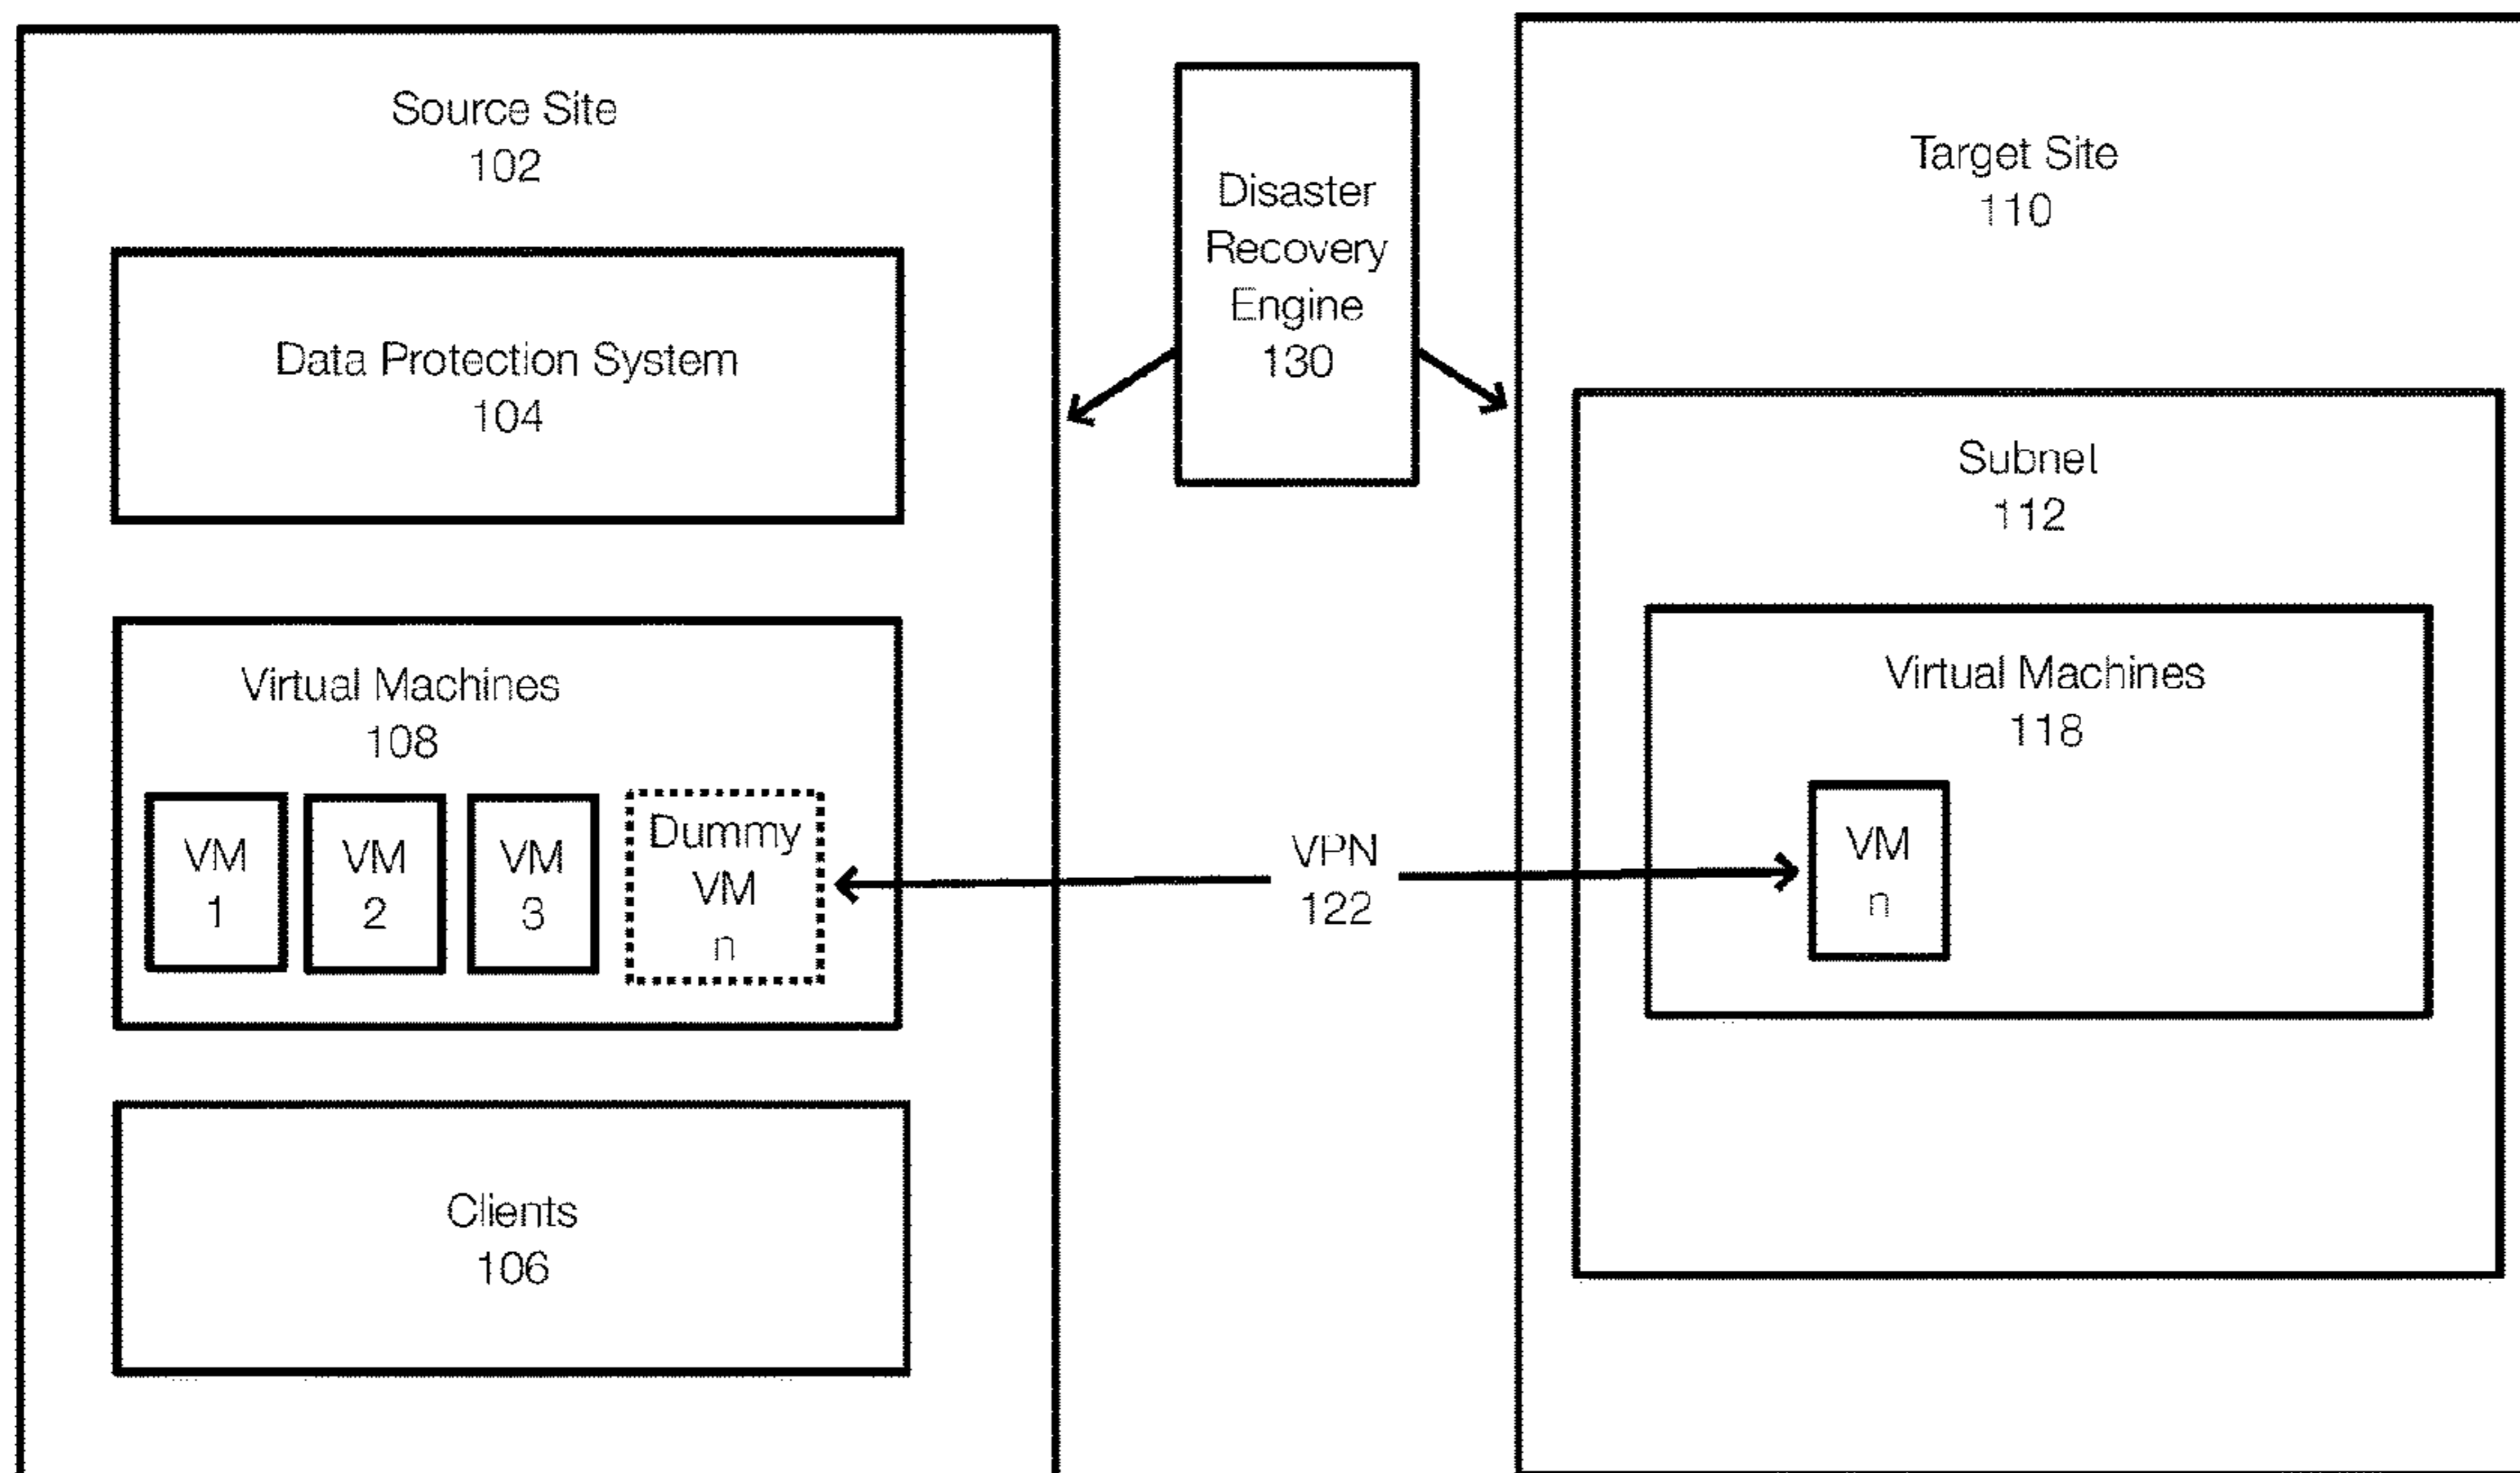 Source Site
102
Data Protection System
104
Virtual Machines
108
VM
1
VM
2
VM
3
Dummy
VM
n
Clients
106
Disaster
Recovery
Engine
130
VPN
122
Target Site
110
Subnet
112
Virtual Machines
118
VM
n